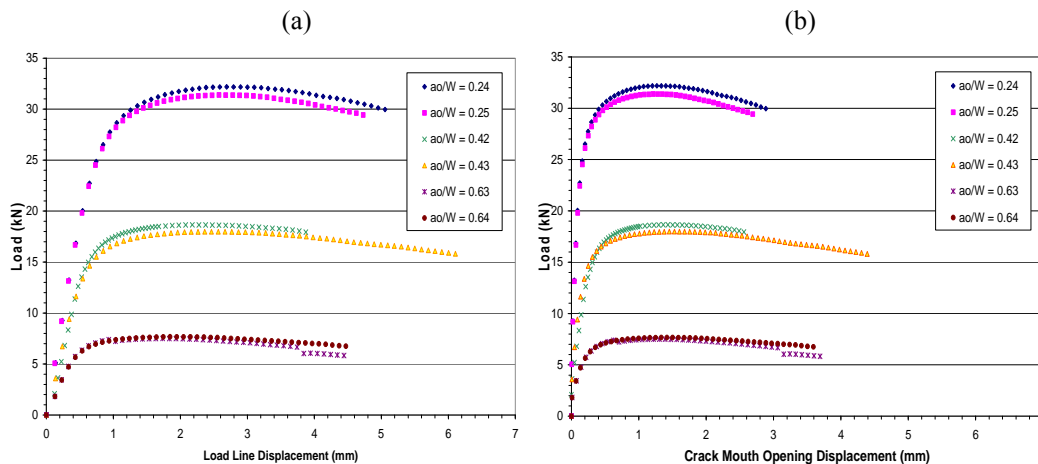 (a)
35
30
25
20
15
10
5
0
Load (kN)
0 1 2 3 4 5 6 7
Load Line Displacement (mm)
ao/W = 0.24
ao/W = 0.25
ao/W = 0.42
ao/W = 0.43
ao/W = 0.63
ao/W = 0.64
(b)
35
30
25
20
15
10
5
0
Load (kN)
0 1 2 3 4 5 6
Crack Mouth Opening Displacement (mm)
ao/W = 0.24
ao/W = 0.25
ao/W = 0.42
ao/W = 0.43
ao/W = 0.63
ao/W = 0.64